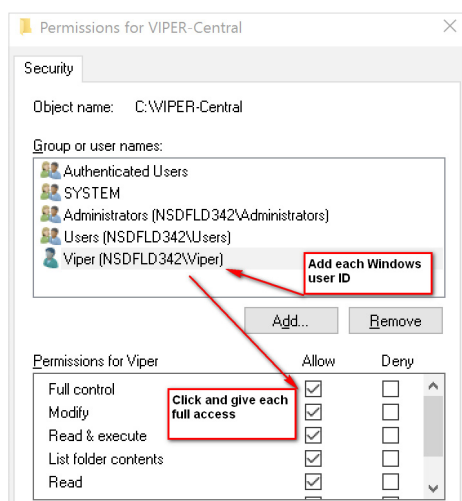 Permissions for VIPER-Central
Security
Object name: C:\VIPER-Central
Group or user names:
Authenticated Users
SYSTEM
Administrators (NSDFLD342\Administrators)
Users (NSDFLD342\Users)
Viper (NSDFLD342\Viper)
Add each Windows
user ID
Add... Remove
Permissions for Viper Allow Deny
Full control
Modify
Click and give each
full access
Read & execute
List folder contents
Read